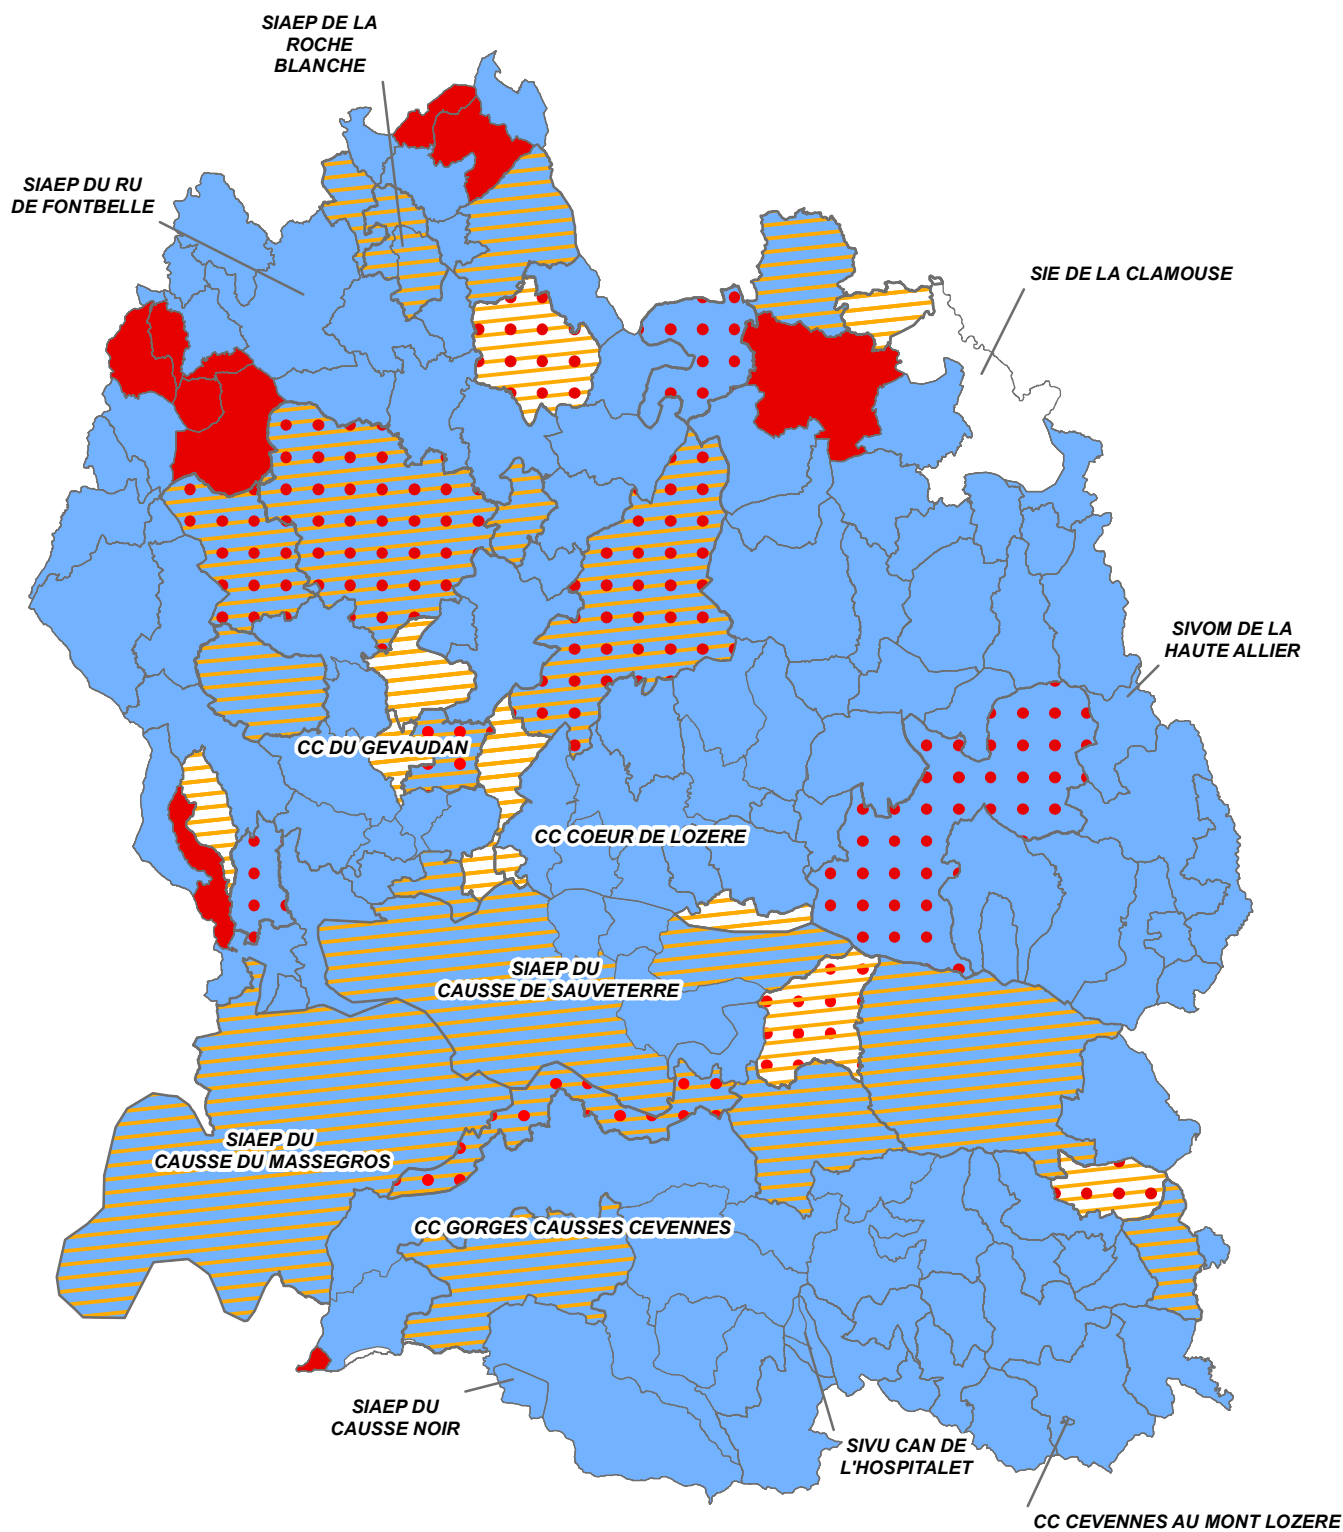 SIAEP DE LA
ROCHE
BLANCHE
SIAEP DU RU
DE FONTBELLE
SIE DE LA CLAMOUSE
SIVOM DE LA
HAUTE ALLIER
CC DU GEVAUDAN
CC COEUR DE LOZERE
SIAEP DU
CAUSSE DE SAUVETERRE
SIAEP DU
CAUSSE DU MASSEGROS
CC GORGES CAUSSES CEVENNES
SIAEP DU
CAUSSE NOIR
SIVU CAN DE
L'HOSPITALET
CC CEVENNES AU MONT LOZERE